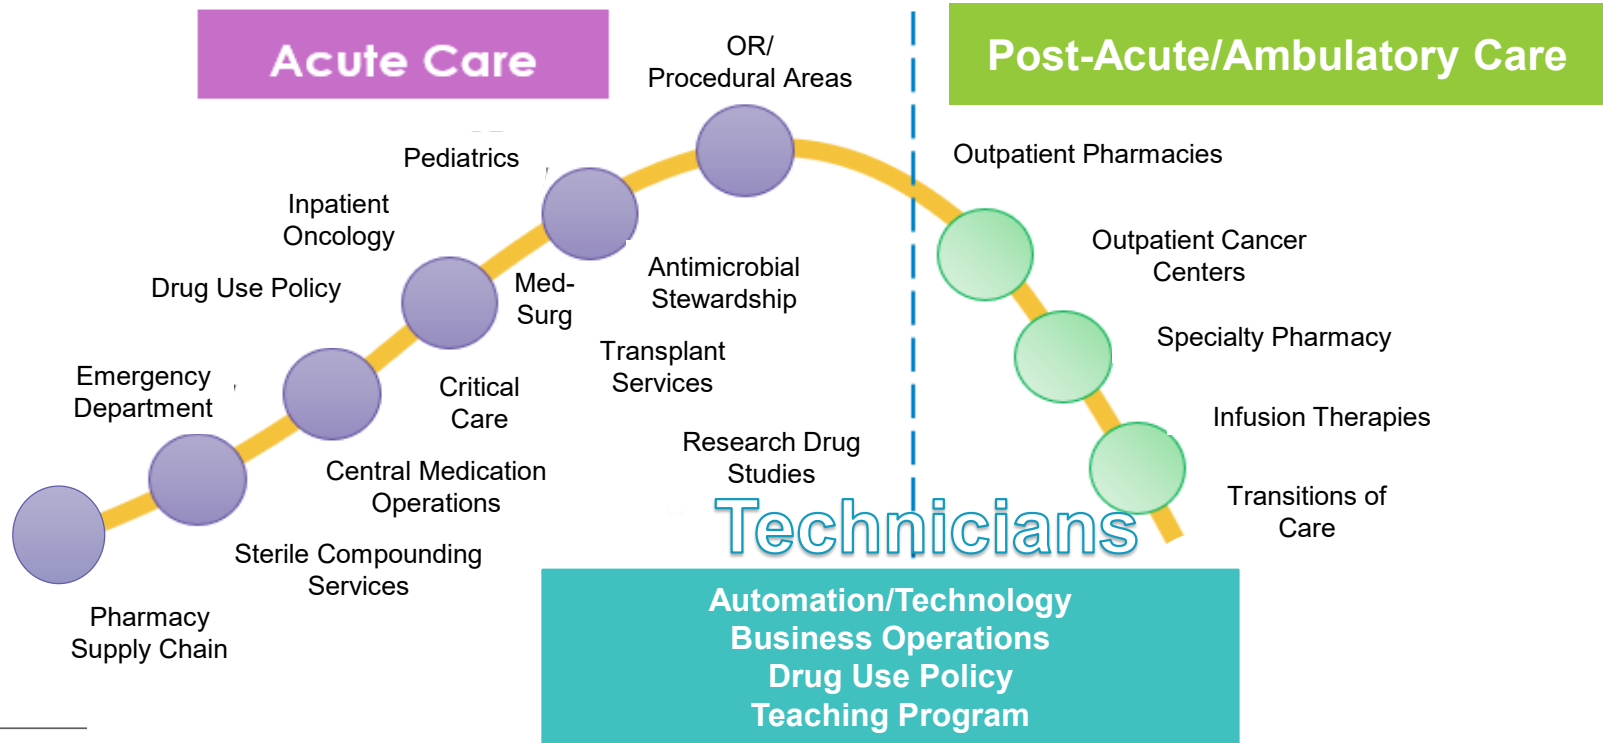 Acute Care
OR/
Procedural Areas
Post-Acute/Ambulatory Care
Pediatrics
Outpatient Pharmacies
Inpatient
Oncology
Outpatient Cancer
Centers
Drug Use Policy
Med-
Surg
Antimicrobial
Stewardship
Specialty Pharmacy
Transplant
Services
Emergency
Department
Critical
Care
Infusion Therapies
Research Drug
Studies
Central Medication
Operations
Transitions of
Care
Technicians
Sterile Compounding
Services
Pharmacy
Supply Chain
Automation/Technology
Business Operations
Drug Use Policy
Teaching Program